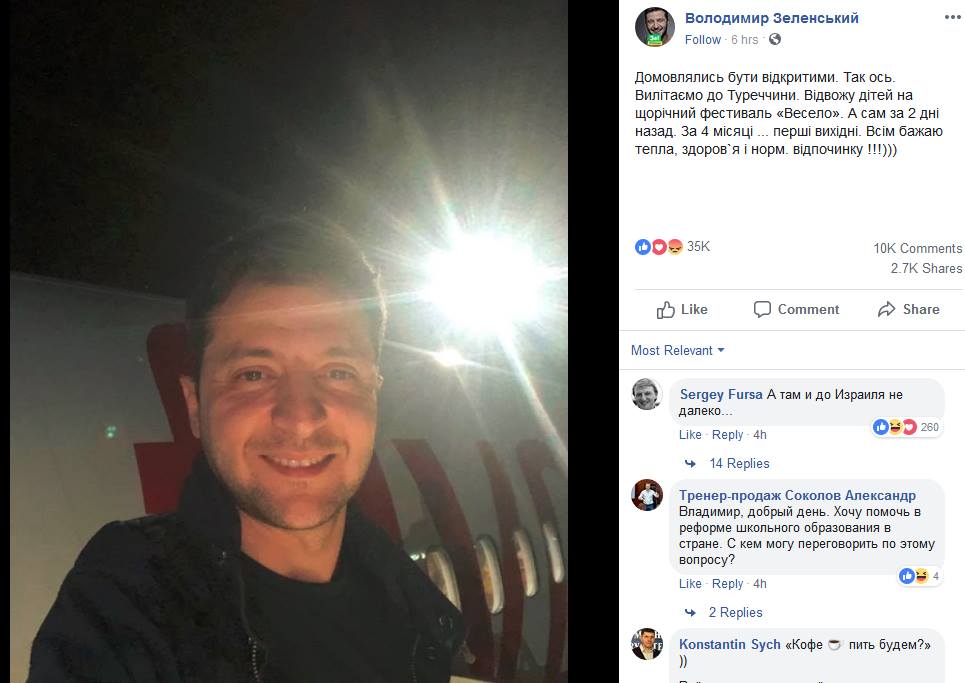 Володимир Зеленський
Follow · 6 hrs ·
Домовлялись бути відкритими. Так ось.
Вилітаємо до Туреччини. Відвожу дітей на
щорічний фестиваль «Весело». А сам за 2 дні
назад. За 4 місяці ... перші вихідні. Всім бажаю
тепла, здоров`я і норм. відпочинку !!!)))
35K
10K Comments
2.7K Shares
Like Comment Share
Most Relevant
Sergey Fursa А там и до Израиля не
далеко...
260
Like · Reply · 4h
14 Replies
Тренер-продаж Соколов Александр
Владимир, добрый день. Хочу помочь в
реформе школьного образования в
стране. С кем могу переговорить по этому
вопросу?
4
Like · Reply · 4h
2 Replies
Konstantin Sych «Кофе ☕ пить будем?»
))